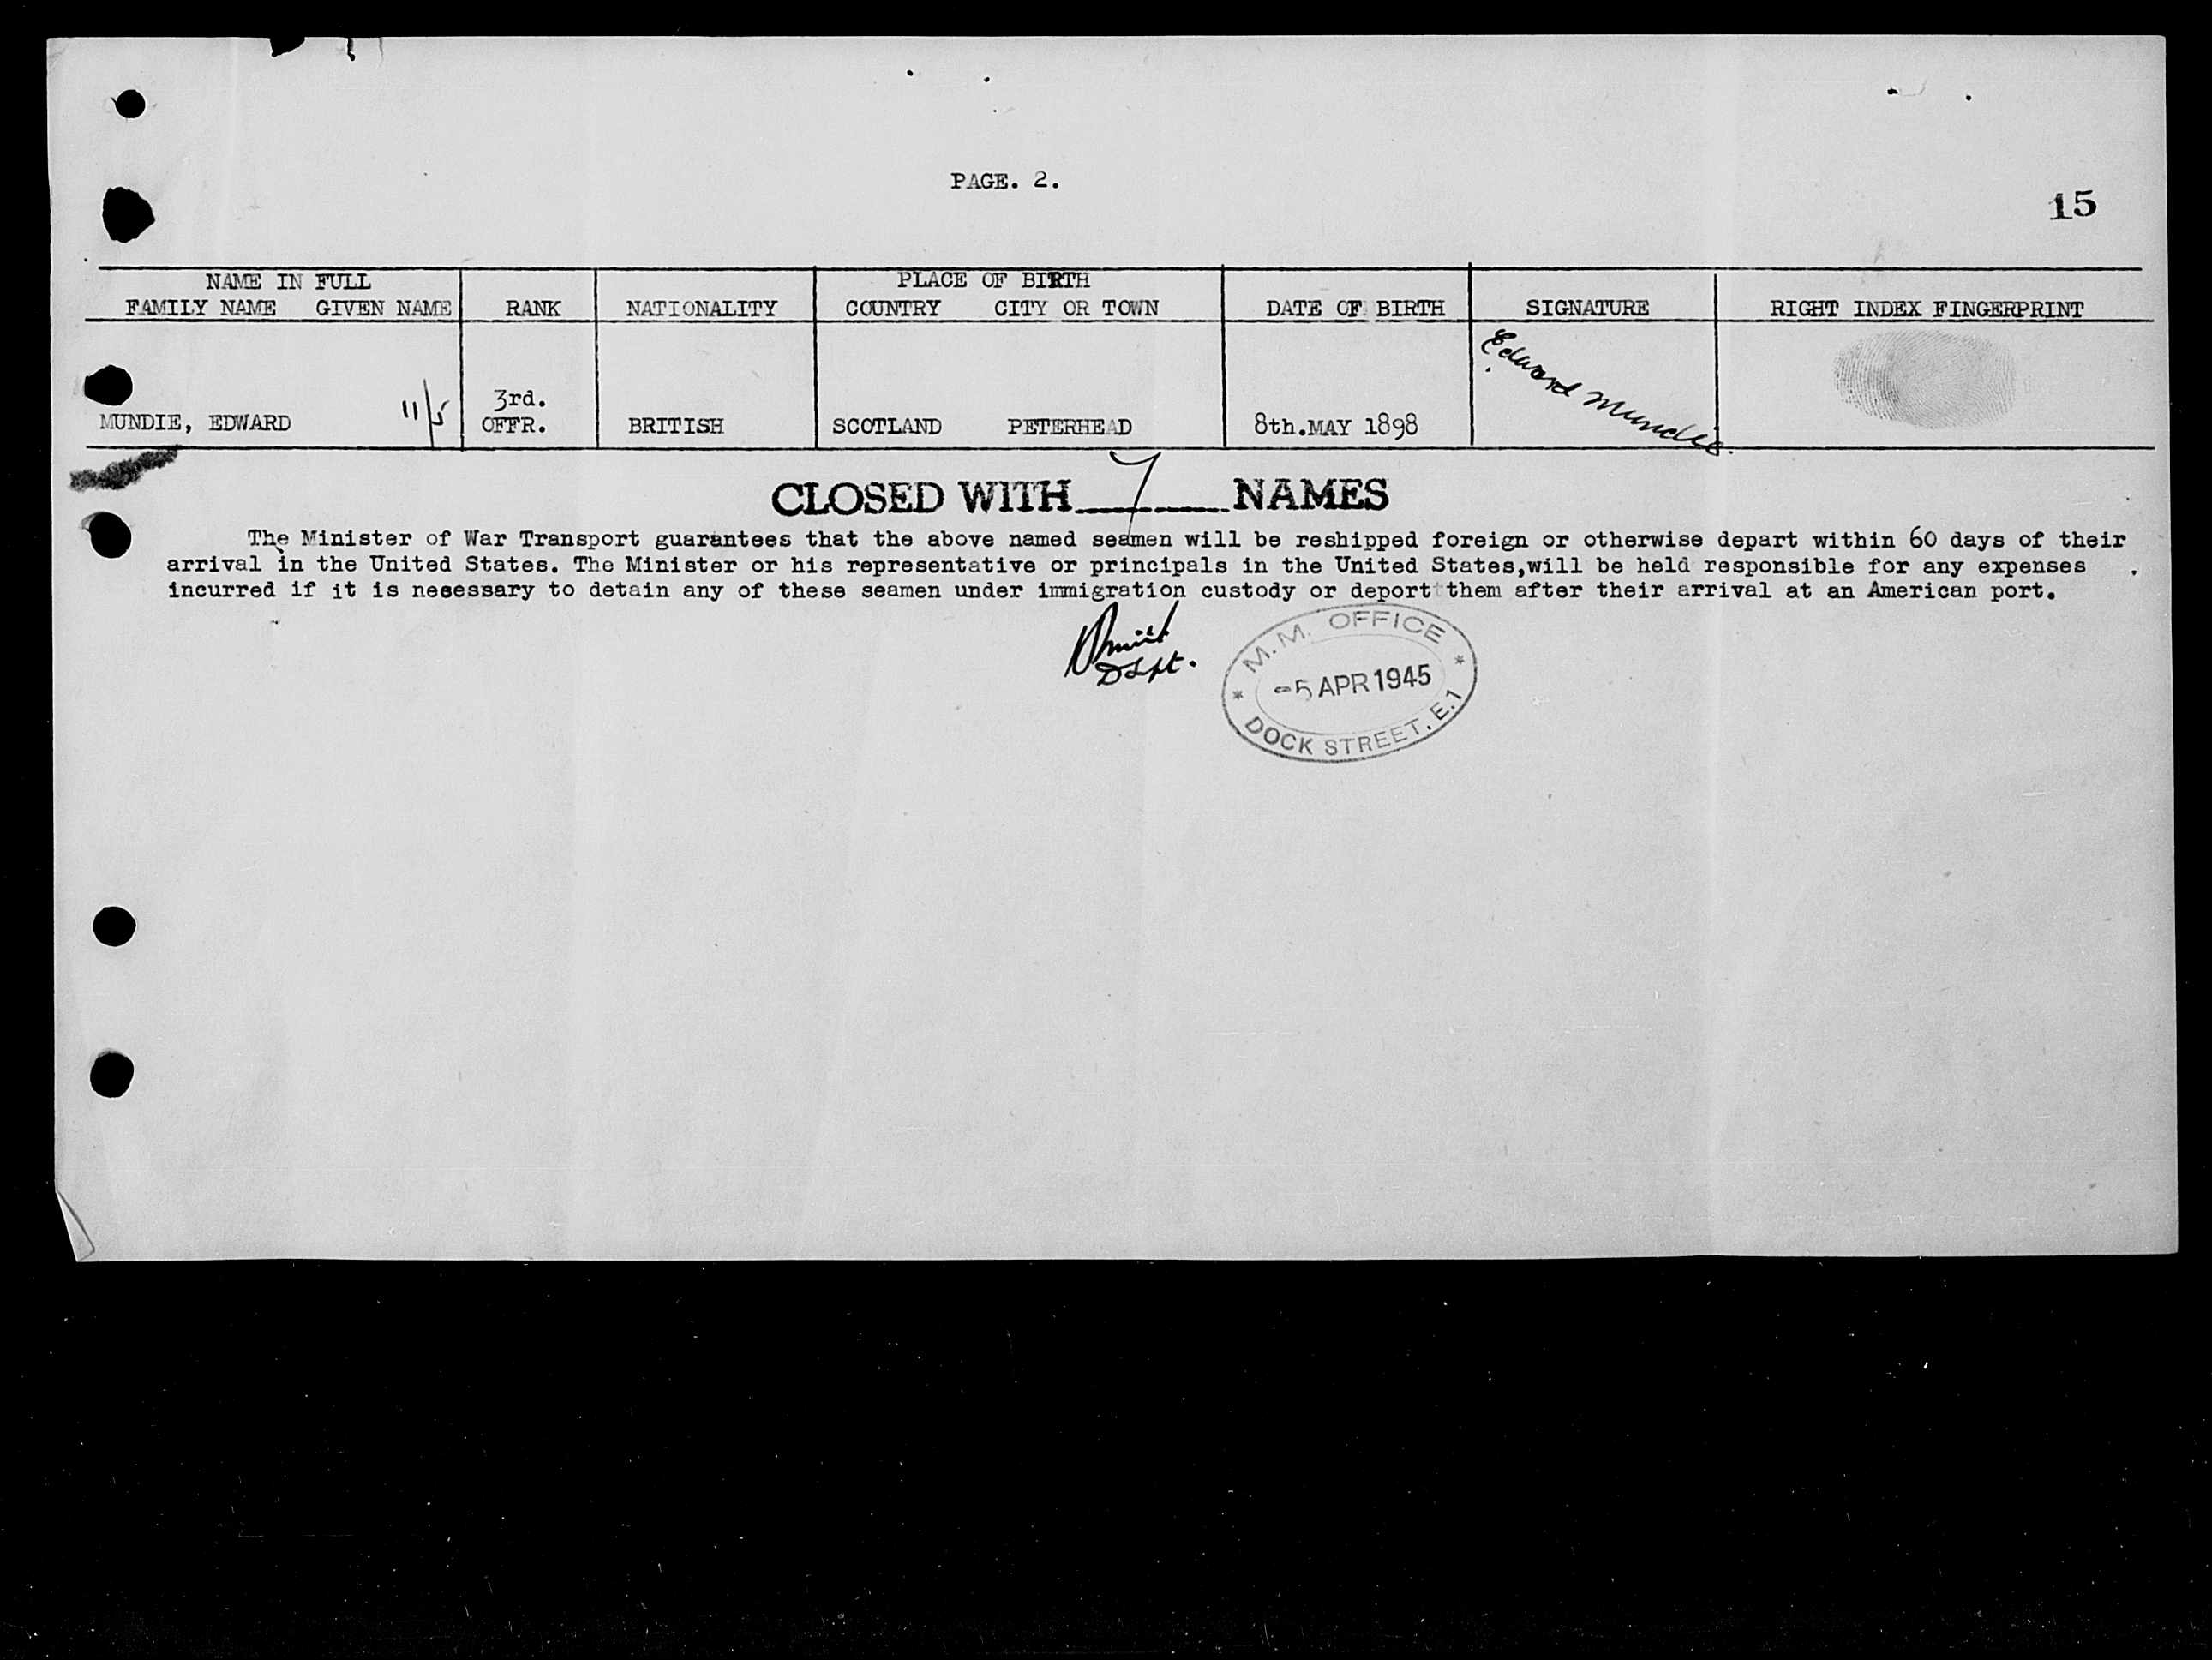 PAGE. 2.
15
NAME IN FULL
FAMILY NAME GIVEN NAME
RANK
NATIONALITY
PLACE OF BIRTH
COUNTRY CITY OR TOWN
DATE OF BIRTH
SIGNATURE
RIGHT INDEX FINGERPRINT
MUNDIE, EDWARD
11/5
3rd.
OFFR.
BRITISH
SCOTLAND PETERHEAD
8th.MAY 1898
Edward Mundie.
CLOSED WITH 7 NAMES
The Minister of War Transport guarantees that the above named seamen will be reshipped foreign or otherwise depart within 60 days of their
arrival in the United States. The Minister or his representative or principals in the United States,will be held responsible for any expenses
incurred if it is necessary to detain any of these seamen under immigration custody or deport them after their arrival at an American port.
M.M. OFFICE
-5 APR 1945
DOCK STREET. E.1